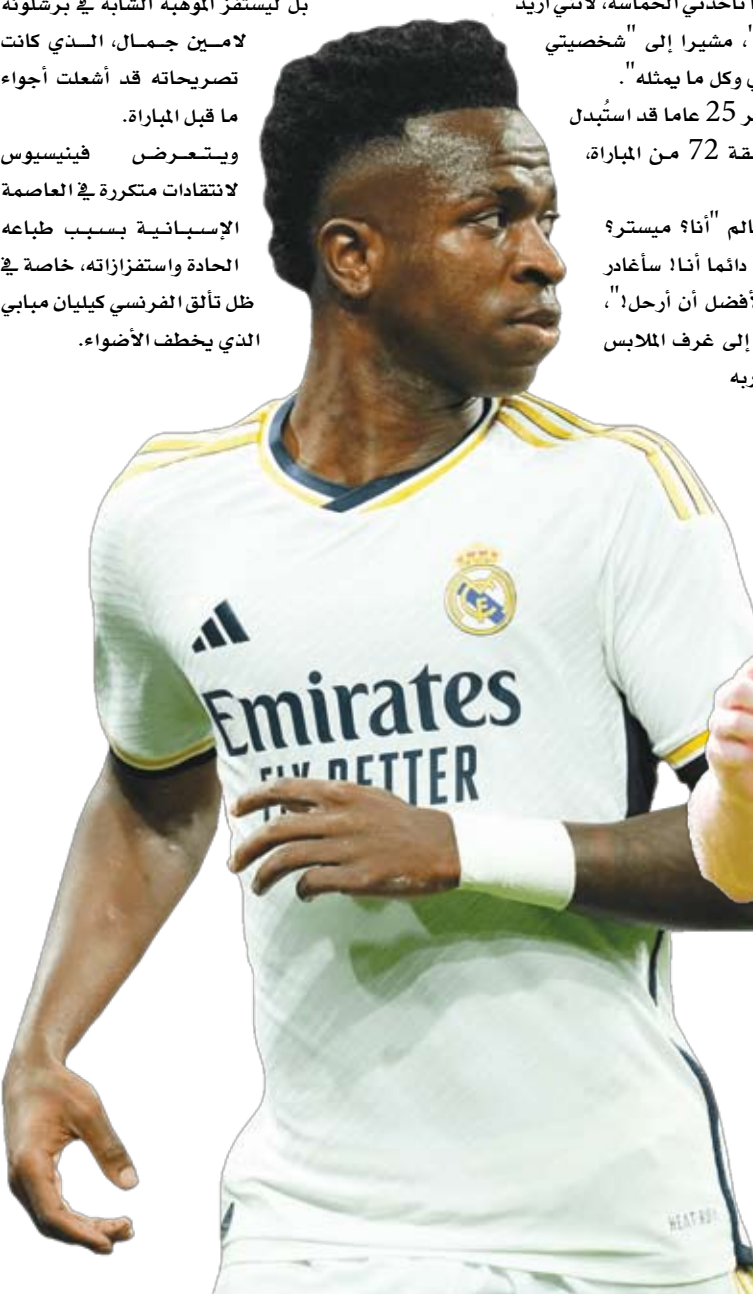 تأخذني الحماسة، لأنني أريد
"، مشيرا إلى "شخصيتي
وكل ما يمثله".
25 عاما قد استُبدل
72 من المباراة،
"أنا؟ ميستر؟
دائما أنا! سأغادر
أفضل أن أرحل!"،
إلى غرف الملابس
بل ليستفز الموهبة الشابة في برشلونة
لامين جمال، الذي كانت
تصريحاته قد أشعلت أجواء
ما قبل المباراة.
ويتعرض فينيسيوس
لانتقادات متكررة في العاصمة
الإسبانية بسبب طباعه
الحادة واستفزازاته، خاصة في
ظل تألق الفرنسي كيليان مبابي
الذي يخطف الأضواء.
Emirates
FLY BETTER